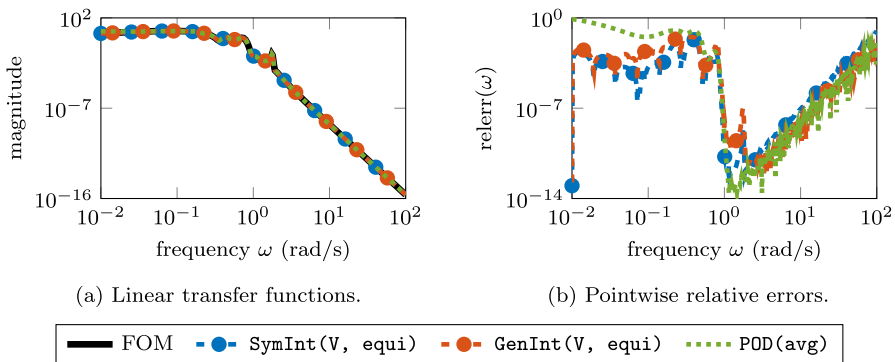 10^2
10^-7
10^-16
magnitude
10^-2
10^-1
10^0
10^1
10^2
frequency ω (rad/s)
(a) Linear transfer functions.
10^0
10^-7
10^-14
relerr(ω)
10^-2
10^-1
10^0
10^1
10^2
frequency ω (rad/s)
(b) Pointwise relative errors.
FOM
SymInt(V, equi)
GenInt(V, equi)
POD(avg)